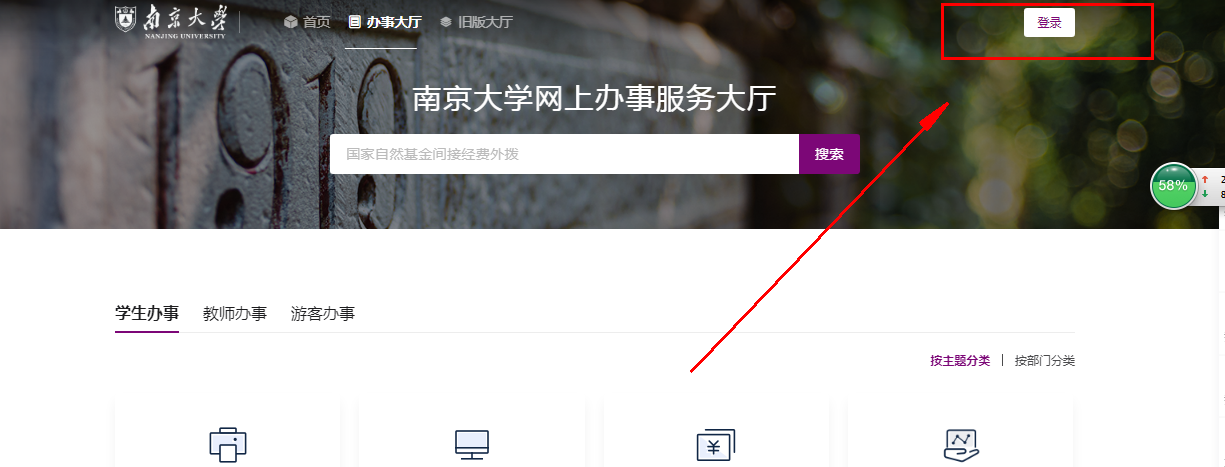 南京大学
NANJING UNIVERSITY
首页
办事大厅
旧版大厅
登录
1919
南京大学网上办事服务大厅
国家自然基金间接经费外拨
搜索
58%
学生办事
教师办事
游客办事
按主题分类 | 按部门分类